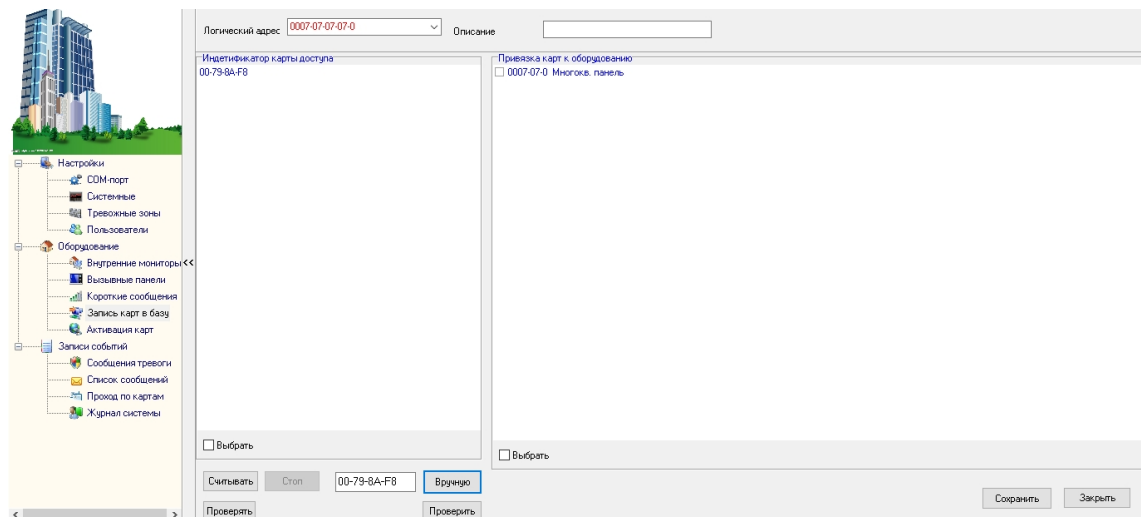 Логический адрес 0007-07-07-07-0 Описание
Индетификатор карты доступа
00-79-8A-F8
Привязка карт к оборудованию
0007-07-0 Многокв. панель
Настройки
COM-порт
Системные
Тревожные зоны
Пользователи
Оборудование
Внутренние мониторы <<
Вызывные панели
Короткие сообщения
Запись карт в базу
Активация карт
Записи событий
Сообщения тревоги
Список сообщений
Проход по картам
Журнал системы
Выбрать
Выбрать
Считывать Стоп 00-79-8A-F8 Вручную
Проверять Проверить
Сохранить Закрыть